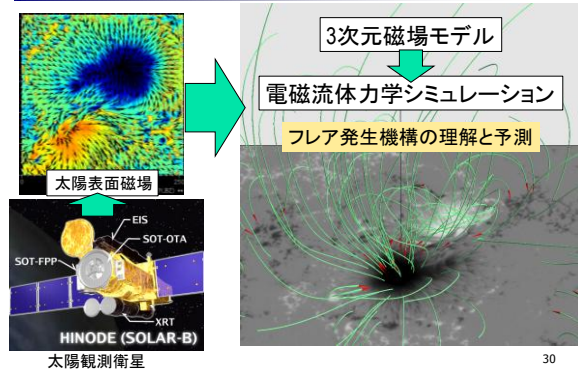 3次元磁場モデル
電磁流体力学シミュレーション
フレア発生機構の理解と予測
太陽表面磁場
EIS
SOT-OTA
SOT-FPP
XRT
HINODE (SOLAR-B)
太陽観測衛星
30